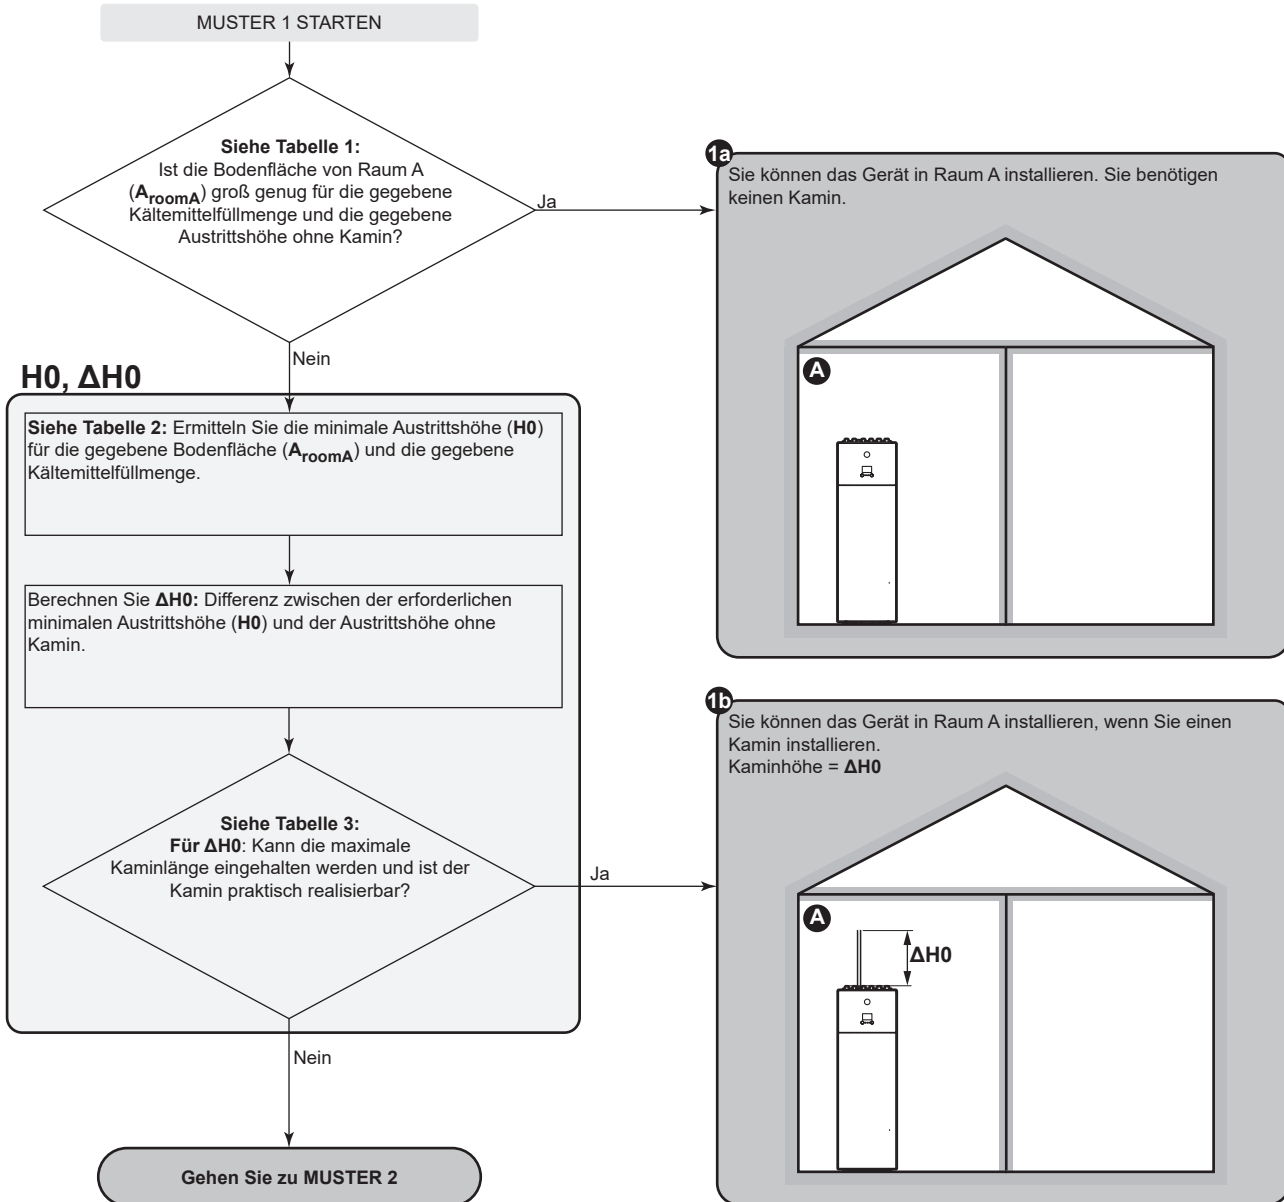 MUSTER 1 STARTEN
Siehe Tabelle 1:
Ist die Bodenfläche von Raum A
(AroomA) groß genug für die gegebene
Kältemittelfüllmenge und die gegebene
Austrittshöhe ohne Kamin?
Ja
1a
Sie können das Gerät in Raum A installieren. Sie benötigen
keinen Kamin.
A
Nein
H0, ΔH0
Siehe Tabelle 2: Ermitteln Sie die minimale Austrittshöhe (H0)
für die gegebene Bodenfläche (AroomA) und die gegebene
Kältemittelfüllmenge.
Berechnen Sie ΔH0: Differenz zwischen der erforderlichen
minimalen Austrittshöhe (H0) und der Austrittshöhe ohne
Kamin.
Siehe Tabelle 3:
Für ΔH0: Kann die maximale
Kaminlänge eingehalten werden und ist der
Kamin praktisch realisierbar?
Ja
1b
Sie können das Gerät in Raum A installieren, wenn Sie einen
Kamin installieren.
Kaminhöhe = ΔH0
A
ΔH0
Nein
Gehen Sie zu MUSTER 2